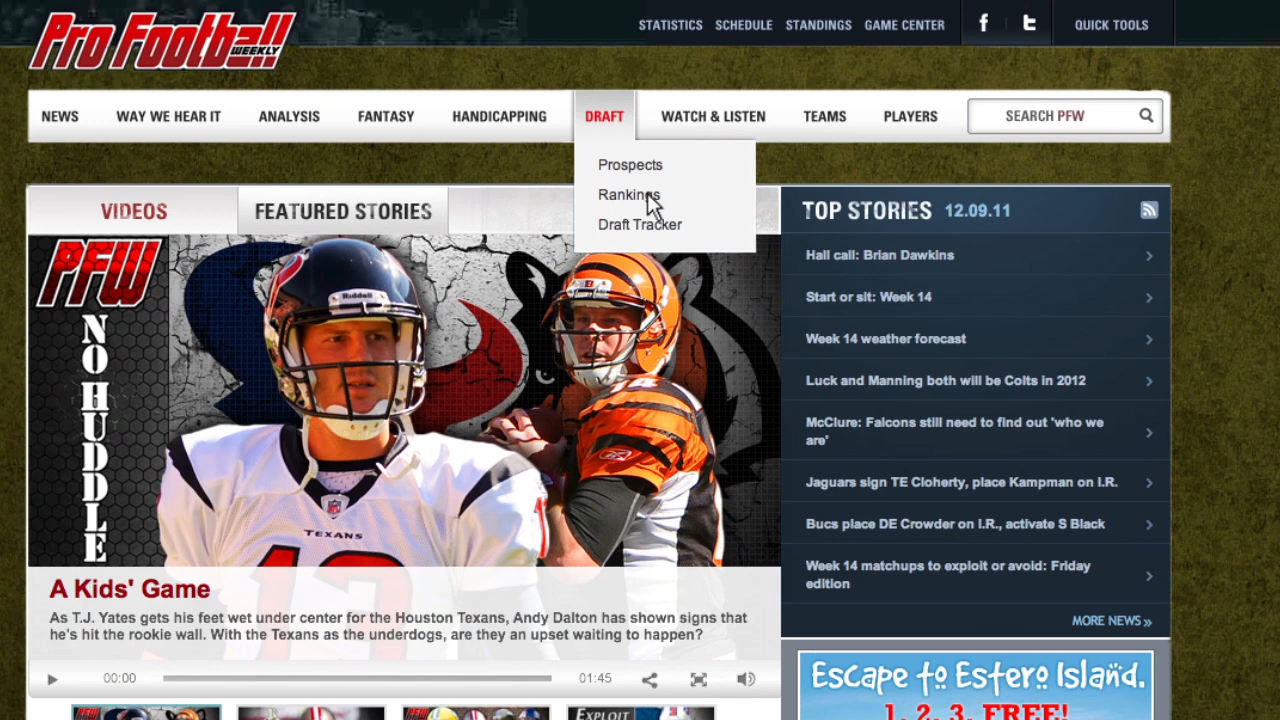 Pro Football
WEEKLY
STATISTICS SCHEDULE STANDINGS GAME CENTER
f t QUICK TOOLS
NEWS WAY WE HEAR IT ANALYSIS FANTASY HANDICAPPING DRAFT WATCH & LISTEN TEAMS PLAYERS SEARCH PFW
Prospects
Rankings
Draft Tracker
VIDEOS FEATURED STORIES
PFW
NO HUDDLE
Riddell
TEXANS
A Kids' Game
As T.J. Yates gets his feet wet under center for the Houston Texans, Andy Dalton has shown signs that
he's hit the rookie wall. With the Texans as the underdogs, are they an upset waiting to happen?
00:00 01:45
PFW PFW EXPLOIT
TOP STORIES 12.09.11
Hall call: Brian Dawkins
Start or sit: Week 14
Week 14 weather forecast
Luck and Manning both will be Colts in 2012
McClure: Falcons still need to find out 'who we
are'
Jaguars sign TE Cloherty, place Kampman on I.R.
Bucs place DE Crowder on I.R., activate S Black
Week 14 matchups to exploit or avoid: Friday
edition
MORE NEWS »
Escape to Estero Island.
1, 2, 3, FREE!